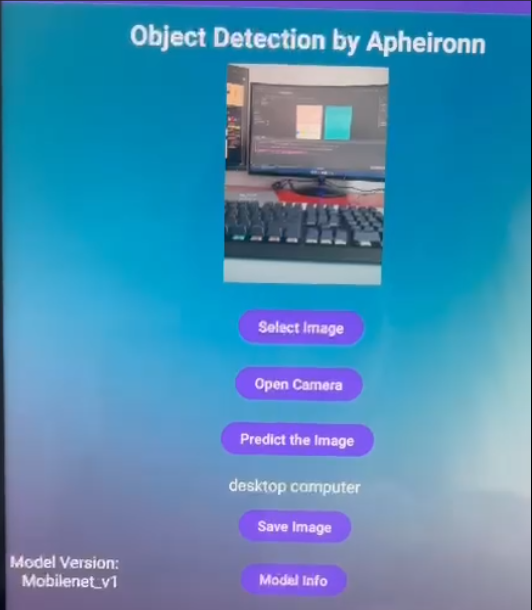 Object Detection by Apheironn
Select Image
Open Camera
Predict the Image
desktop computer
Save Image
Model Version:
Mobilenet_v1
Model Info